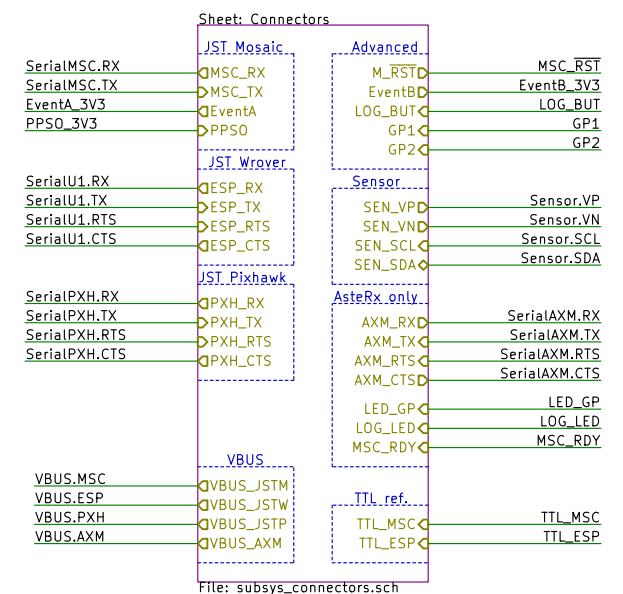 Sheet: Connectors
JST Mosaic
SerialMSC.RX MSC_RX
SerialMSC.TX MSC_TX
EventA_3V3 EventA
PPSO_3V3 PPSO
JST Wrover
SerialU1.RX ESP_RX
SerialU1.TX ESP_TX
SerialU1.RTS ESP_RTS
SerialU1.CTS ESP_CTS
JST Pixhawk
SerialPXH.RX PXH_RX
SerialPXH.TX PXH_TX
SerialPXH.RTS PXH_RTS
SerialPXH.CTS PXH_CTS
VBUS
VBUS.MSC VBUS_JSTM
VBUS.ESP VBUS_JSTW
VBUS.PXH VBUS_JSTP
VBUS.AXM VBUS_AXM
Advanced
M_RST MSC_RST
EventB EventB_3V3
LOG_BUT LOG_BUT
GP1 GP1
GP2 GP2
Sensor
SEN_VP Sensor.VP
SEN_VN Sensor.VN
SEN_SCL Sensor.SCL
SEN_SDA Sensor.SDA
AsteRx only
AXM_RX SerialAXM.RX
AXM_TX SerialAXM.TX
AXM_RTS SerialAXM.RTS
AXM_CTS SerialAXM.CTS
LED_GP LED_GP
LOG_LED LOG_LED
MSC_RDY MSC_RDY
TTL ref.
TTL_MSC TTL_MSC
TTL_ESP TTL_ESP
File: subsys_connectors.sch